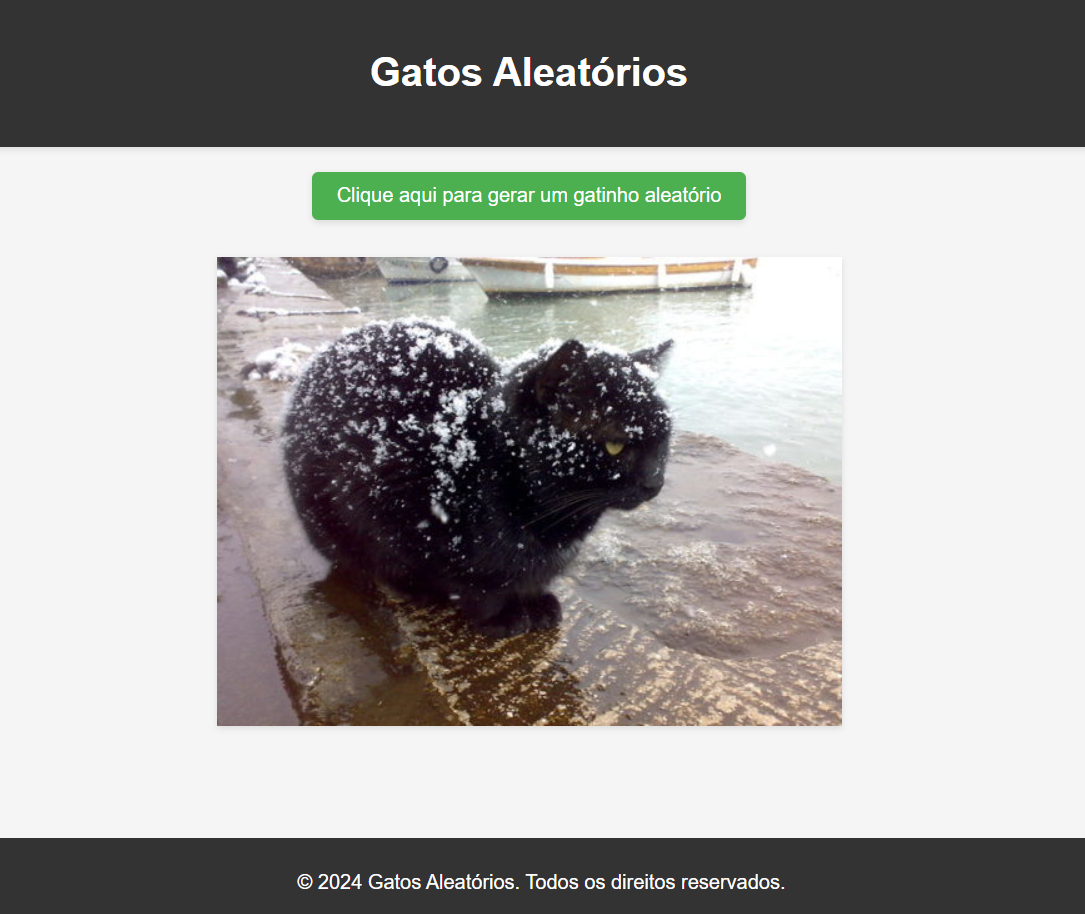 Gatos Aleatórios
Clique aqui para gerar um gatinho aleatório
© 2024 Gatos Aleatórios. Todos os direitos reservados.